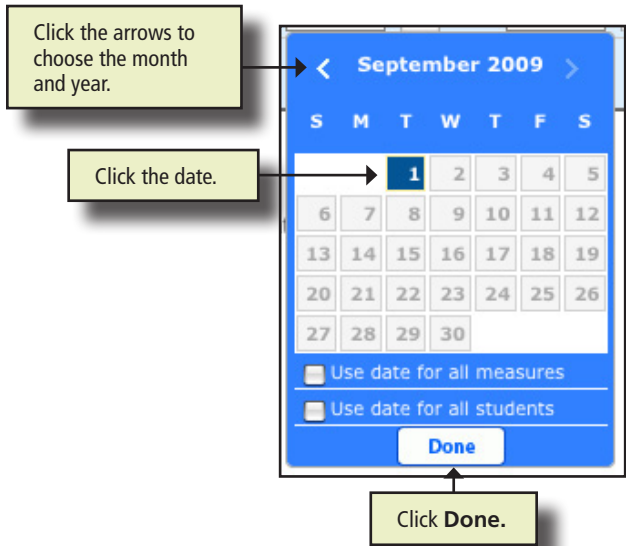 Click the arrows to
choose the month
and year.
September 2009
S M T W T F S
Click the date.
1 2 3 4 5
6 7 8 9 10 11 12
13 14 15 16 17 18 19
20 21 22 23 24 25 26
27 28 29 30
Use date for all measures
Use date for all students
Done
Click Done.